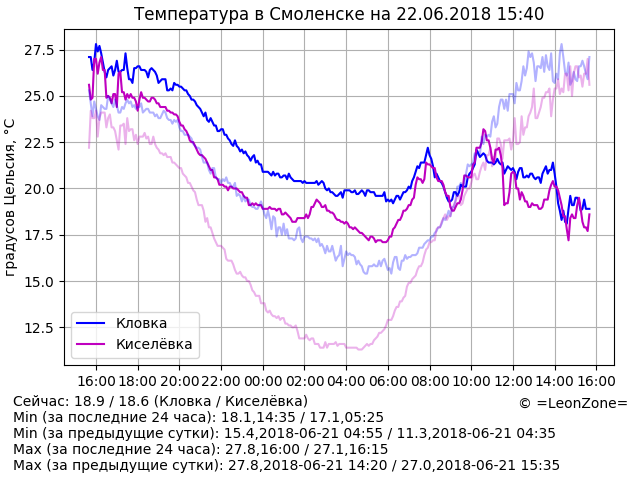 Температура в Смоленске на 22.06.2018 15:40
27.5
25.0
22.5
20.0
17.5
15.0
12.5
градусов Цельсия, °C
Кловка
Киселёвка
16:00 18:00 20:00 22:00 00:00 02:00 04:00 06:00 08:00 10:00 12:00 14:00 16:00
Сейчас: 18.9 / 18.6 (Кловка / Киселёвка)
© =LeonZone=
Min (за последние 24 часа): 18.1,14:35 / 17.1,05:25
Min (за предыдущие сутки): 15.4,2018-06-21 04:55 / 11.3,2018-06-21 04:35
Max (за последние 24 часа): 27.8,16:00 / 27.1,16:15
Max (за предыдущие сутки): 27.8,2018-06-21 14:20 / 27.0,2018-06-21 15:35